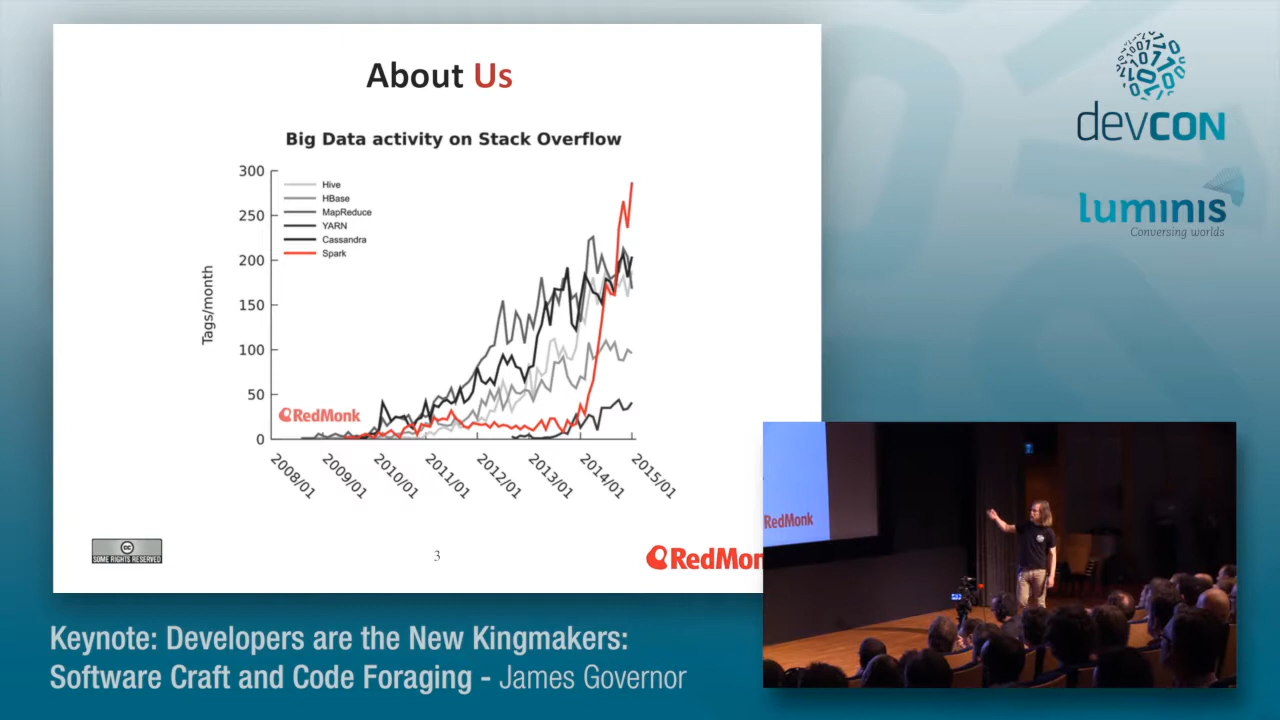 About Us
Big Data activity on Stack Overflow
300
250
200
150
100
50
0
Tags/month
Hive
HBase
MapReduce
YARN
Cassandra
Spark
RedMonk
2008/01
2009/01
2010/01
2011/01
2012/01
2013/01
2014/01
2015/01
CC
SOME RIGHTS RESERVED
3
RedMon
devCON
luminis
Conversing worlds
RedMonk
Keynote: Developers are the New Kingmakers:
Software Craft and Code Foraging - James Governor